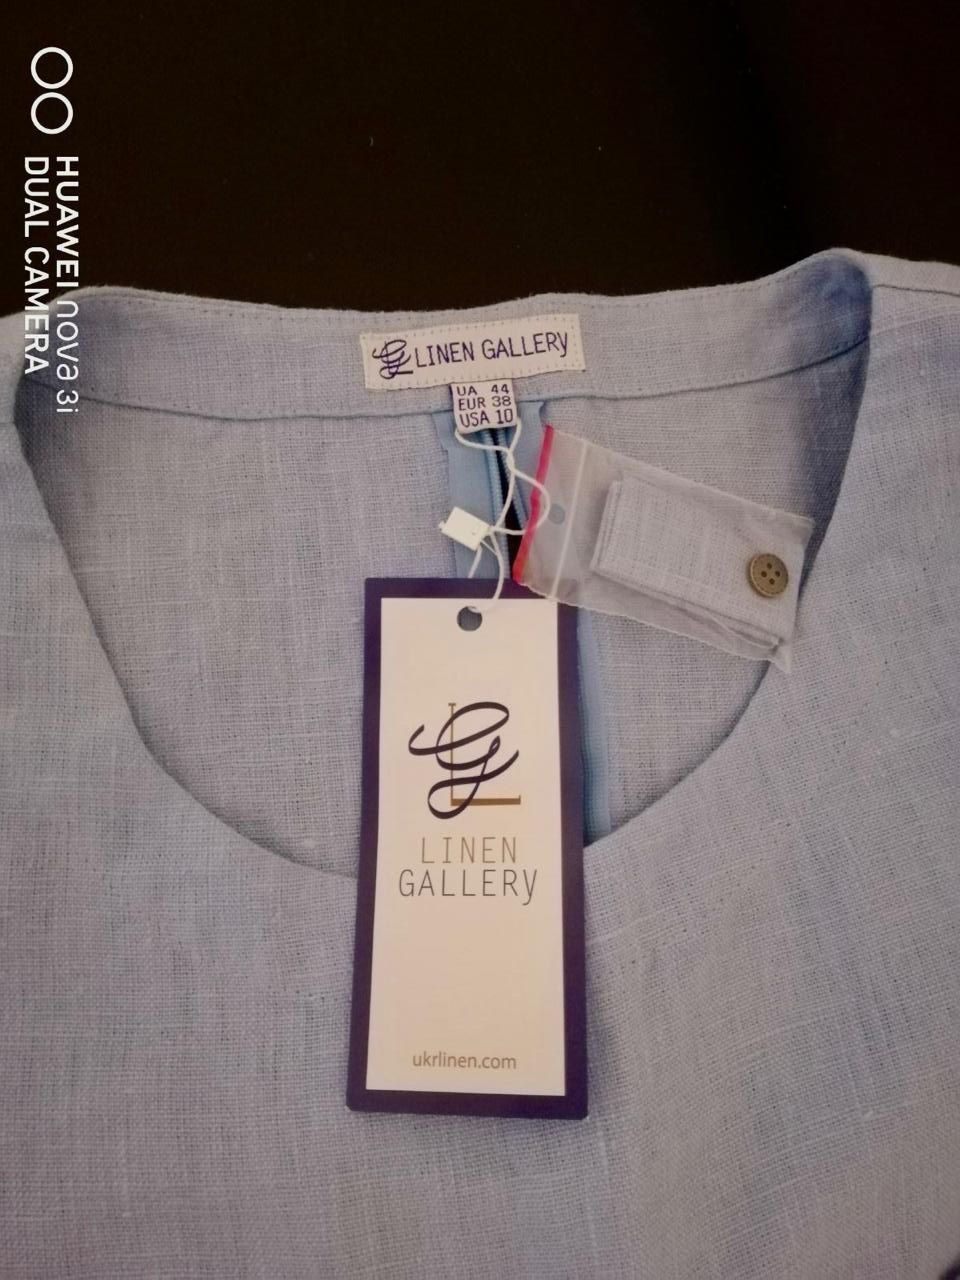 HUAWEI nova 3i
DUAL CAMERA
LINEN GALLERY
UA 44
EUR 38
USA 10
LINEN
GALLERY
ukrlinen.com